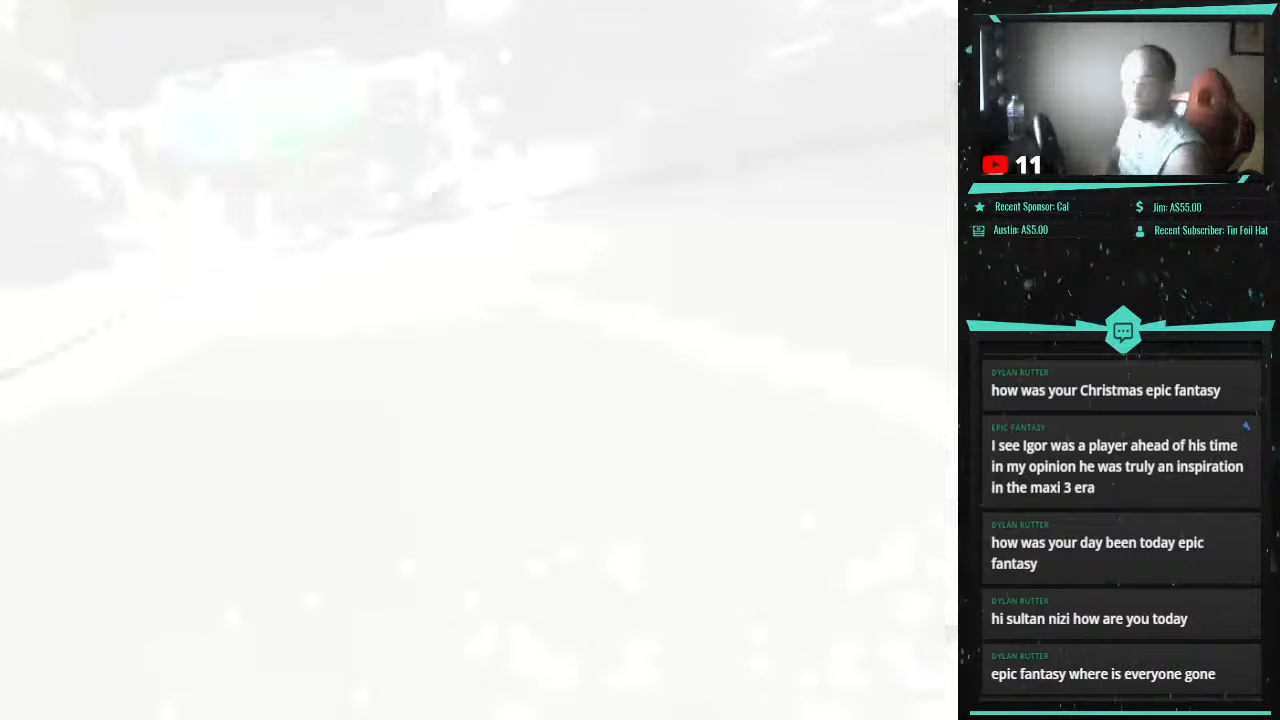 11
Recent Sponsor: Cal
Jim: A$55.00
Austin: A$5.00
Recent Subscriber: Tin Foil Hat
DYLAN RUTTER
how was your Christmas epic fantasy
EPIC FANTASY
I see Igor was a player ahead of his time
in my opinion he was truly an inspiration
in the maxi 3 era
DYLAN RUTTER
how was your day been today epic
fantasy
DYLAN RUTTER
hi sultan nizi how are you today
DYLAN RUTTER
epic fantasy where is everyone gone